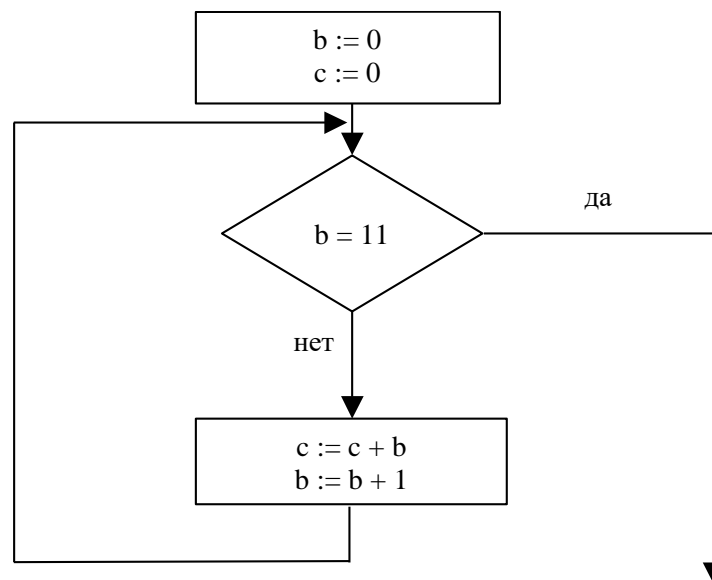 b := 0
c := 0
b = 11
да
нет
c := c + b
b := b + 1